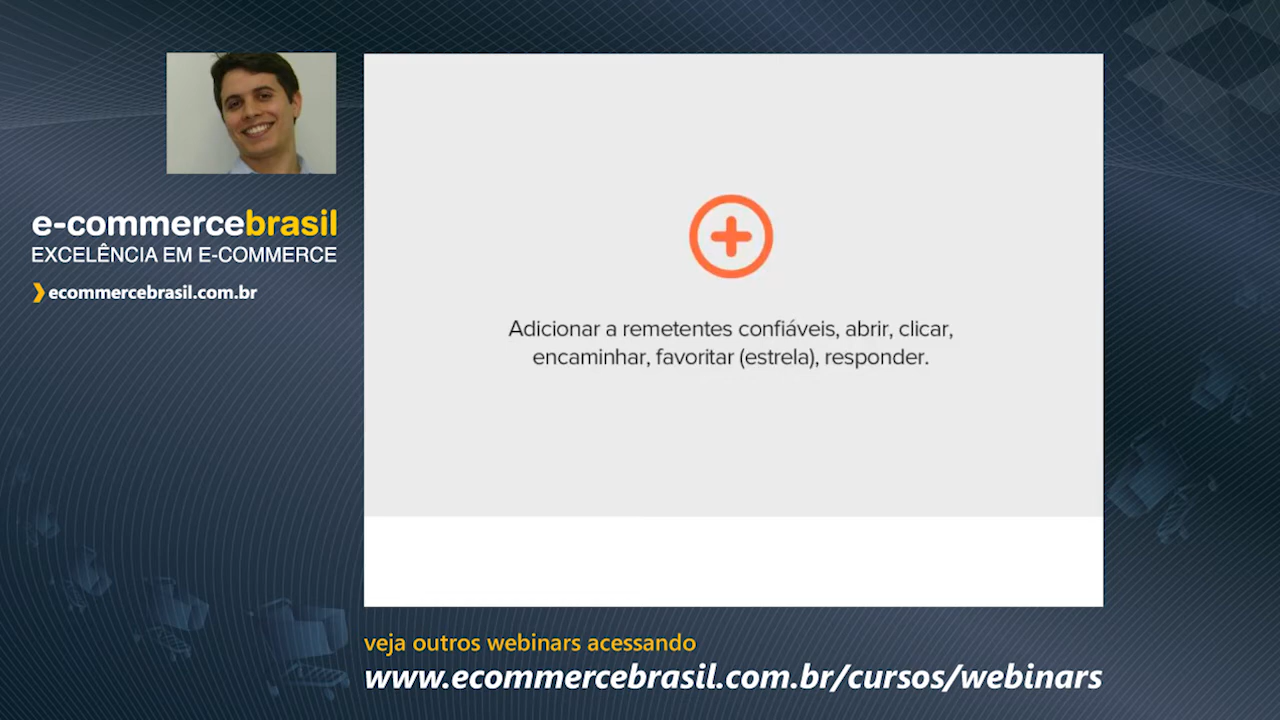 e-commercebrasil
EXCELÊNCIA EM E-COMMERCE
ecommercebrasil.com.br
Adicionar a remetentes confiáveis, abrir, clicar,
encaminhar, favoritar (estrela), responder.
veja outros webinars acessando
www.ecommercebrasil.com.br/cursos/webinars